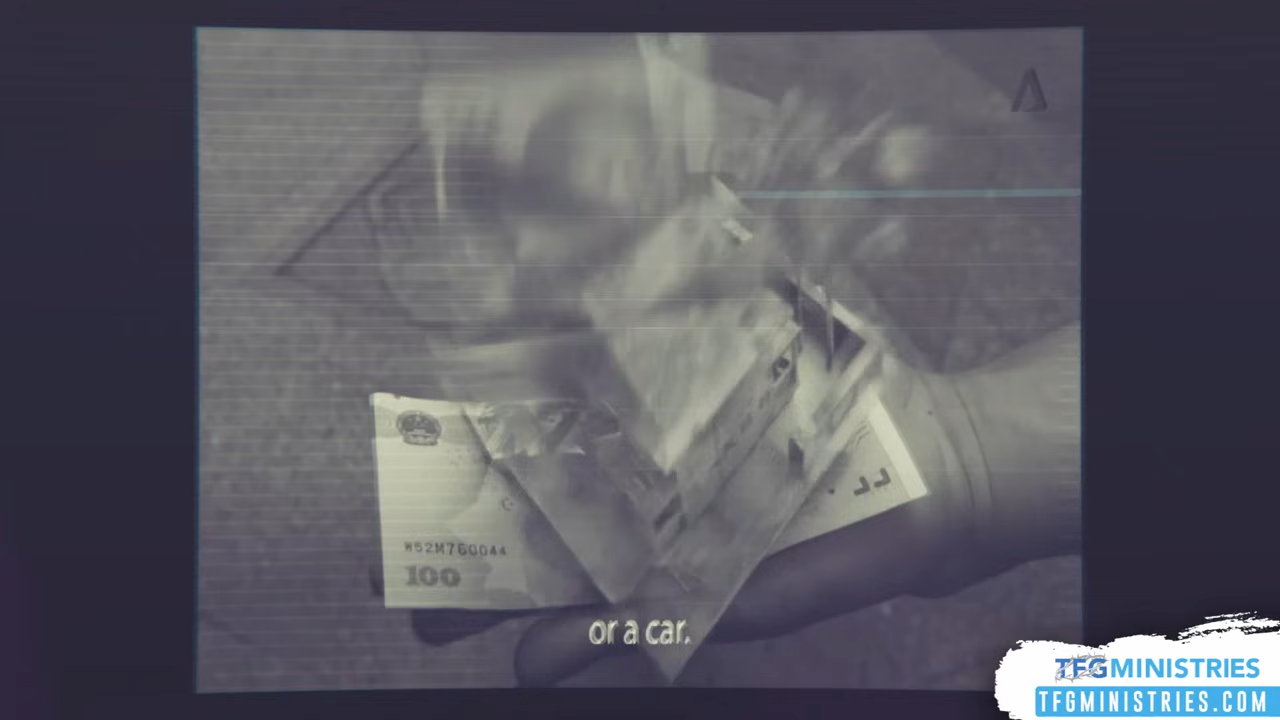 W52M760044
100
or a car.
TFGMINISTRIES
TFGMINISTRIES.COM